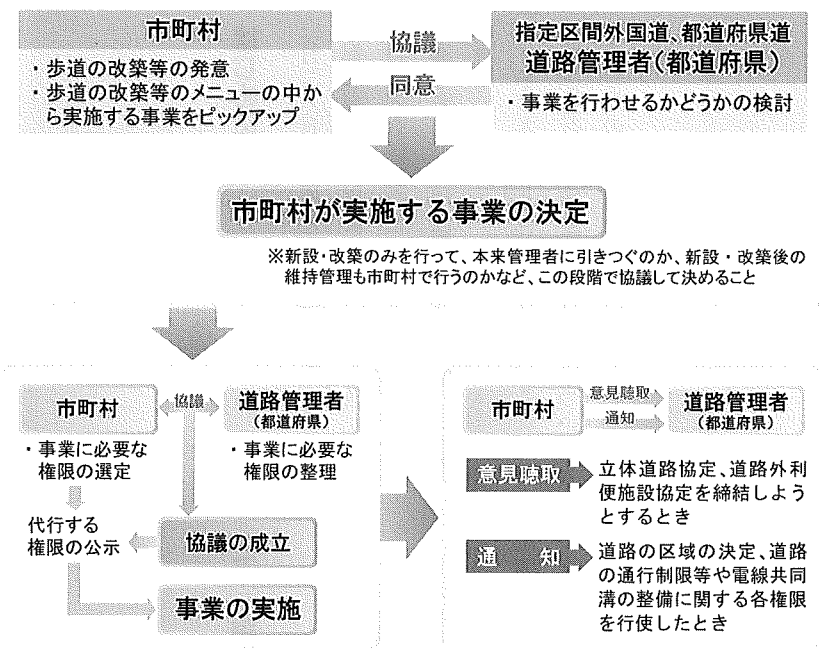 市町村
・歩道の改築等の発意
・歩道の改築等のメニューの中か
ら実施する事業をピックアップ
協議
同意
指定区間外国道、都道府県道
道路管理者(都道府県)
・事業を行わせるかどうかの検討
市町村が実施する事業の決定
※新設・改築のみを行って、本来管理者に引きつぐのか、新設・改築後の
維持管理も市町村で行うのかなど、この段階で協議して決めること
市町村
協議
道路管理者
(都道府県)
・事業に必要な
権限の選定
・事業に必要な
権限の整理
代行する
権限の公示
協議の成立
事業の実施
市町村
意見聴取
通知
道路管理者
(都道府県)
意見聴取
立体道路協定、道路外利
便施設協定を締結しよう
とするとき
通 知
道路の区域の決定、道路
の通行制限等や電線共同
溝の整備に関する各権限
を行使したとき